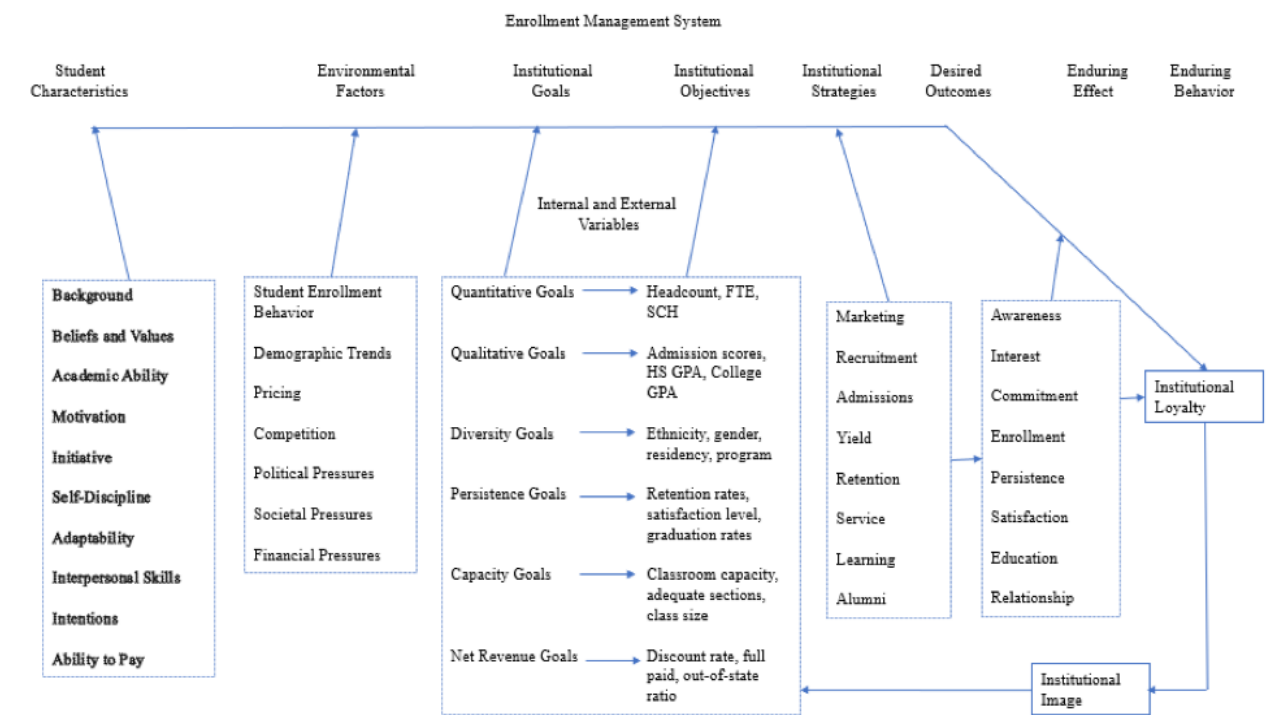 Enrollment Management System
Student
Characteristics
Environmental
Factors
Institutional
Goals
Institutional
Objectives
Institutional
Strategies
Desired
Outcomes
Enduring
Effect
Enduring
Behavior
Internal and External
Variables
Background
Beliefs and Values
Academic Ability
Motivation
Initiative
Self-Discipline
Adaptability
Interpersonal Skills
Intentions
Ability to Pay
Student Enrollment
Behavior
Demographic Trends
Pricing
Competition
Political Pressures
Societal Pressures
Financial Pressures
Quantitative Goals
Headcount, FTE,
SCH
Qualitative Goals
Admission scores,
HS GPA, College
GPA
Diversity Goals
Ethnicity, gender,
residency, program
Persistence Goals
Retention rates,
satisfaction level,
graduation rates
Capacity Goals
Classroom capacity,
adequate sections,
class size
Net Revenue Goals
Discount rate, full
paid, out-of-state
ratio
Marketing
Recruitment
Admissions
Yield
Retention
Service
Learning
Alumni
Awareness
Interest
Commitment
Enrollment
Persistence
Satisfaction
Education
Relationship
Institutional
Loyalty
Institutional
Image